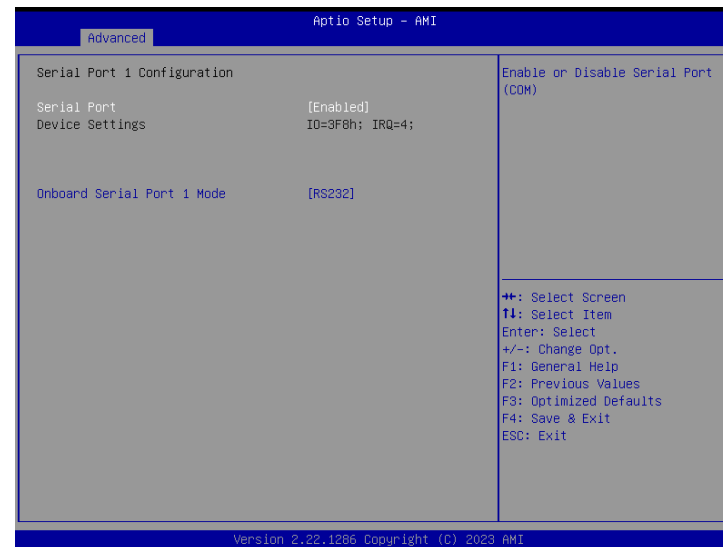 Aptio Setup – AMI
Advanced
Serial Port 1 Configuration
Serial Port [Enabled]
Device Settings IO=3F8h; IRQ=4;
Onboard Serial Port 1 Mode [RS232]
Enable or Disable Serial Port
(COM)
→←: Select Screen
↑↓: Select Item
Enter: Select
+/-: Change Opt.
F1: General Help
F2: Previous Values
F3: Optimized Defaults
F4: Save & Exit
ESC: Exit
Version 2.22.1286 Copyright (C) 2023 AMI